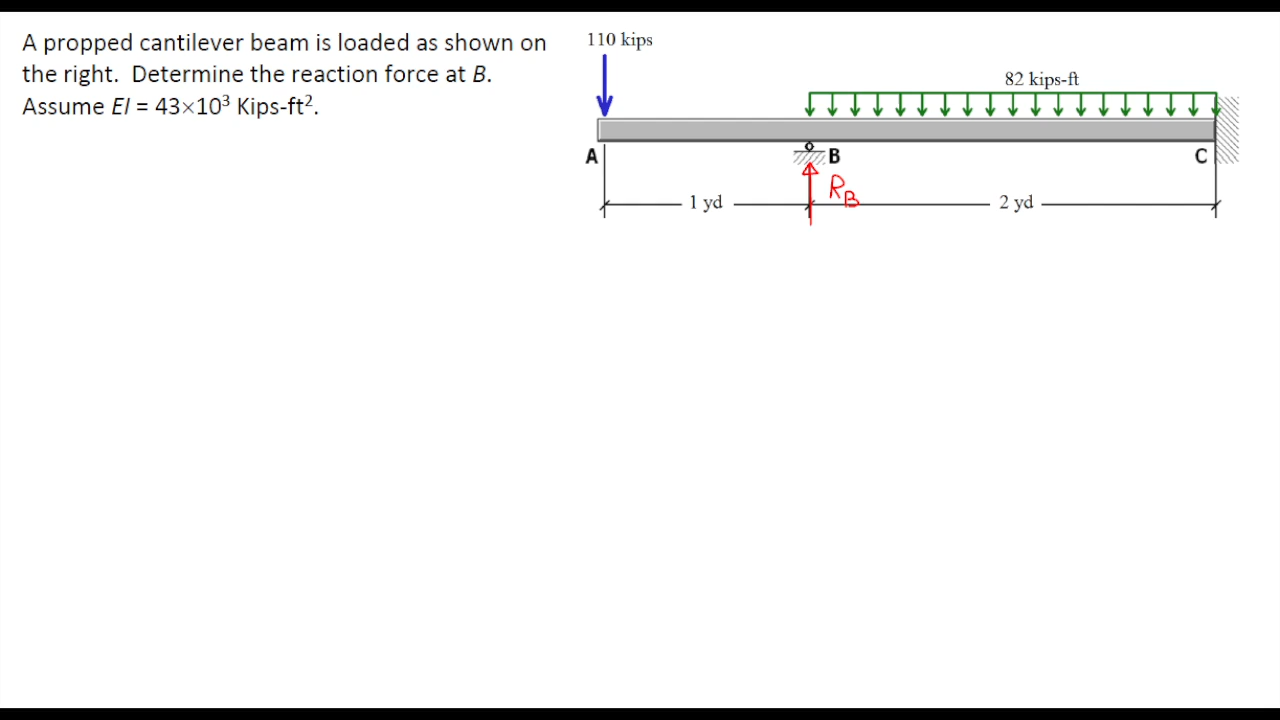 A propped cantilever beam is loaded as shown on
the right. Determine the reaction force at B.
Assume EI = 43×10³ Kips-ft².
110 kips
82 kips-ft
A
B
C
R_B
1 yd
2 yd